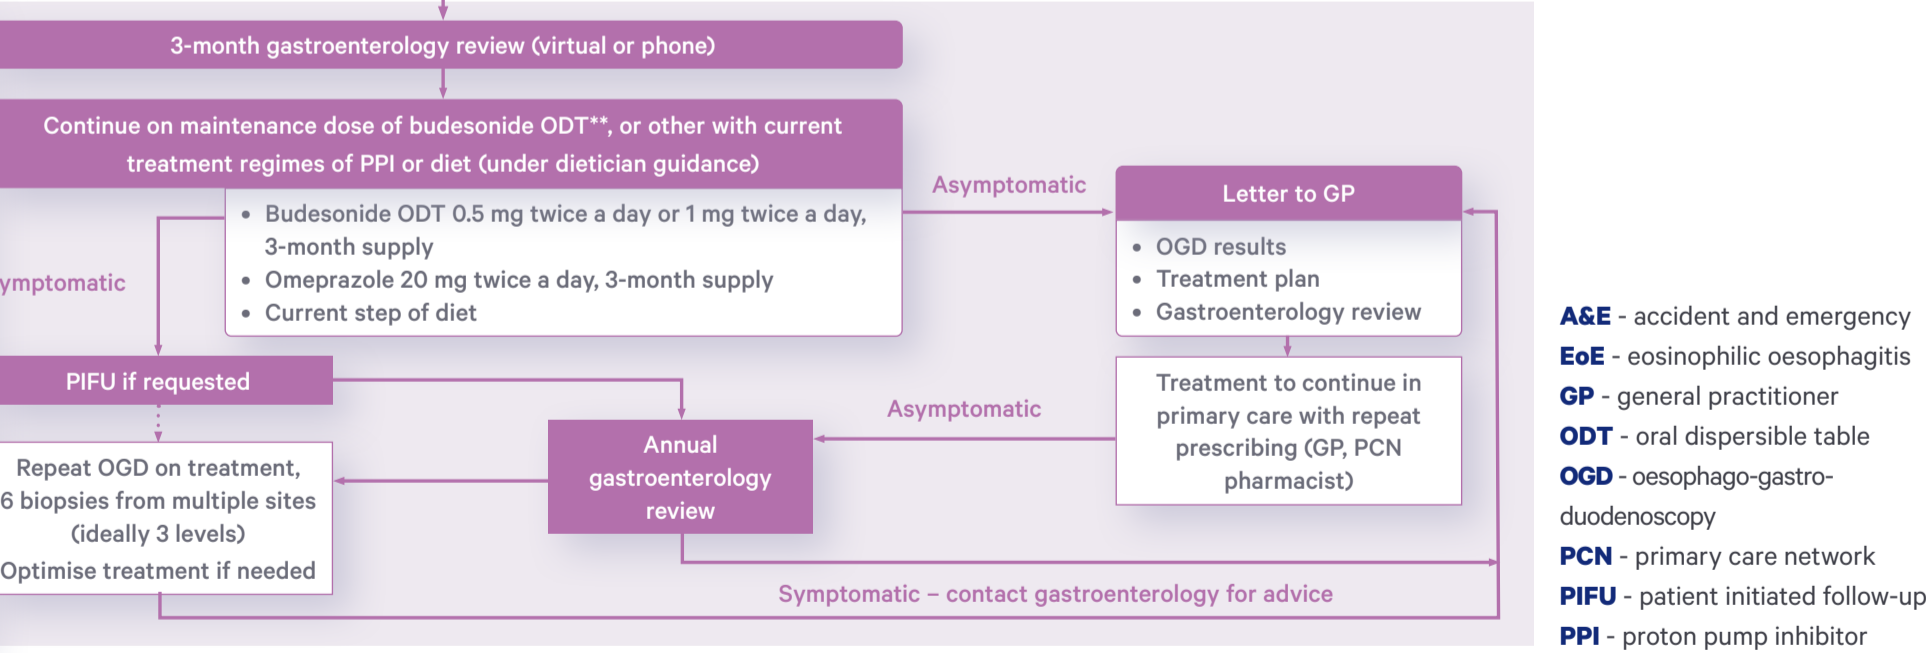 3-month gastroenterology review (virtual or phone)
Continue on maintenance dose of budesonide ODT**, or other with current
treatment regimes of PPI or diet (under dietician guidance)
• Budesonide ODT 0.5 mg twice a day or 1 mg twice a day,
3-month supply
• Omeprazole 20 mg twice a day, 3-month supply
• Current step of diet
Asymptomatic
Letter to GP
• OGD results
• Treatment plan
• Gastroenterology review
ymptomatic
PIFU if requested
Treatment to continue in
primary care with repeat
prescribing (GP, PCN
pharmacist)
Asymptomatic
Annual
gastroenterology
review
Repeat OGD on treatment,
6 biopsies from multiple sites
(ideally 3 levels)
Optimise treatment if needed
Symptomatic – contact gastroenterology for advice
A&E - accident and emergency
EoE - eosinophilic oesophagitis
GP - general practitioner
ODT - oral dispersible table
OGD - oesophago-gastro-
duodenoscopy
PCN - primary care network
PIFU - patient initiated follow-up
PPI - proton pump inhibitor